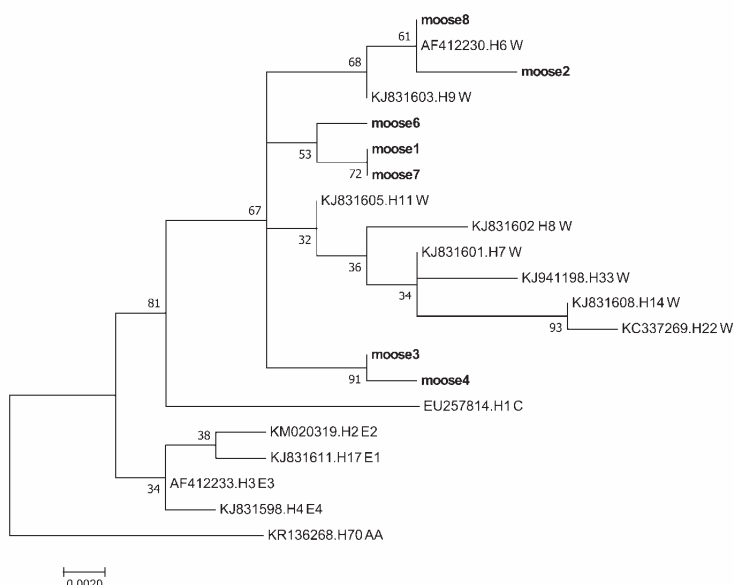 moose8
61
AF412230.H6 W
68
moose2
KJ831603.H9 W
moose6
53
moose1
72
moose7
KJ831605.H11 W
67
32
KJ831602 H8 W
36
KJ831601.H7 W
34
KJ941198.H33 W
81
KJ831608.H14 W
93
KC337269.H22 W
moose3
91
moose4
EU257814.H1 C
38
KM020319.H2 E2
KJ831611.H17 E1
34
AF412233.H3 E3
KJ831598.H4 E4
KR136268.H70 AA
0.0020